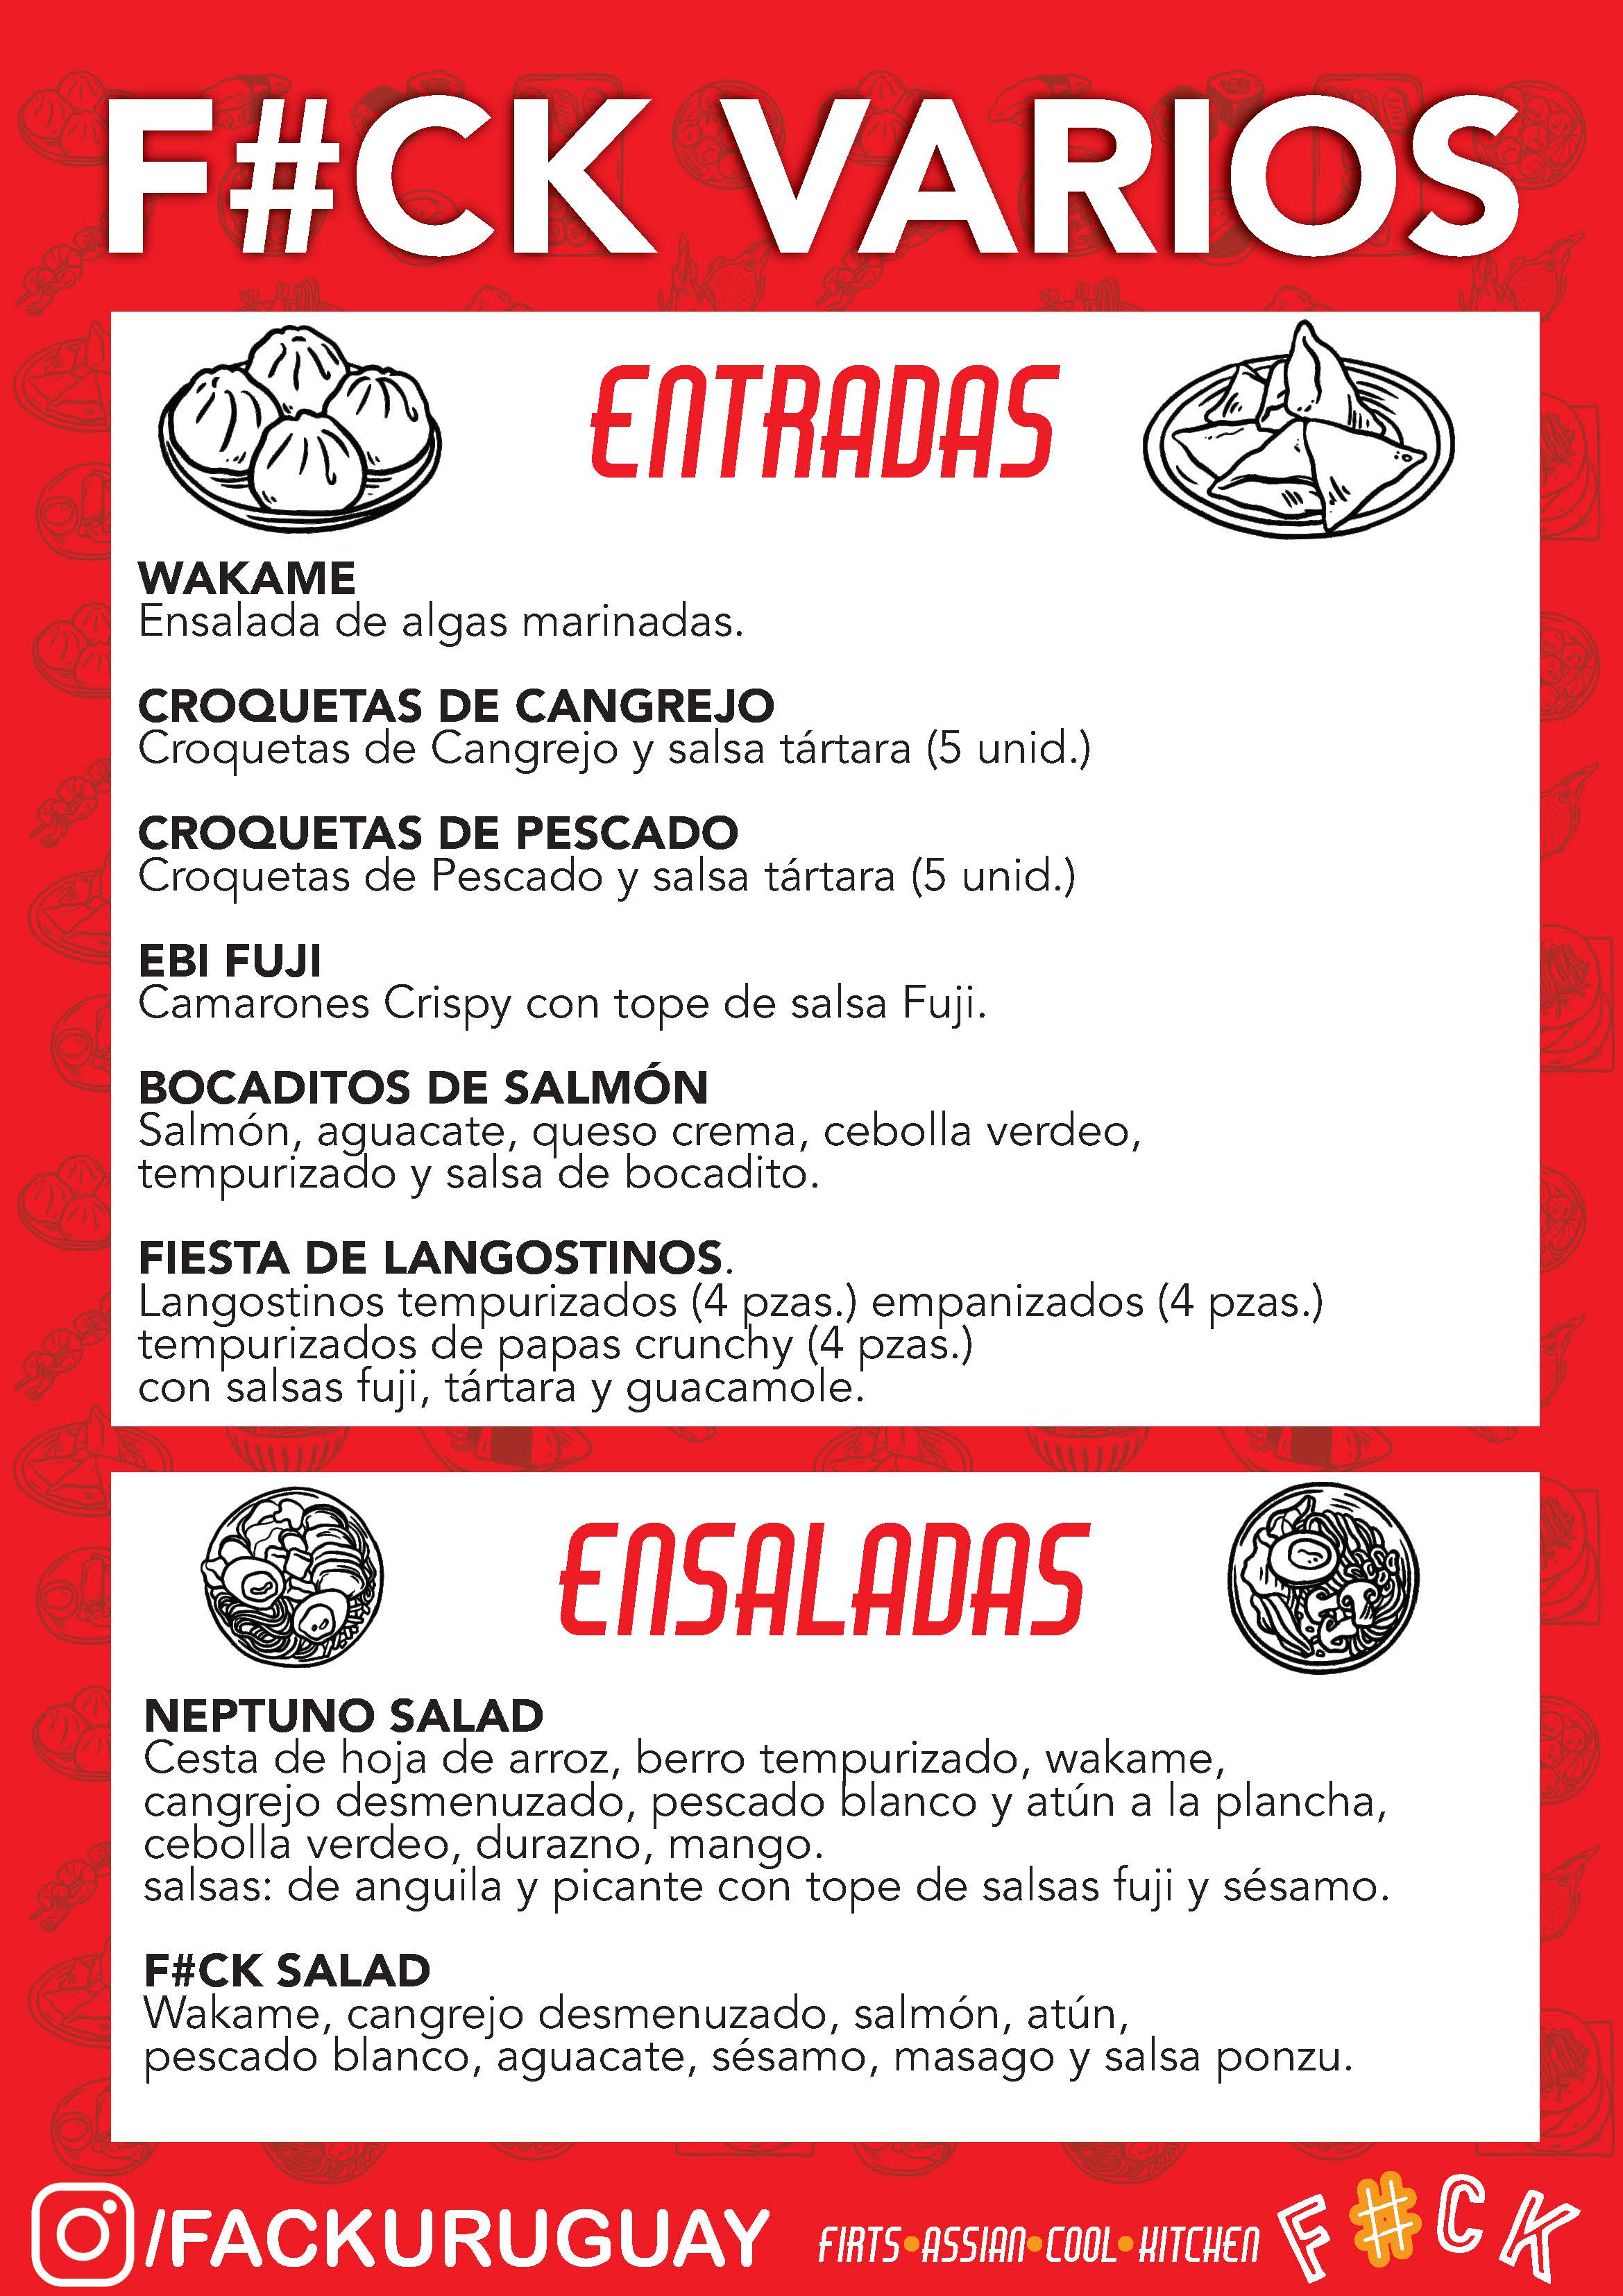 F#CK VARIOS
ENTRADAS
WAKAME
Ensalada de algas marinadas.
CROQUETAS DE CANGREJO
Croquetas de Cangrejo y salsa tártara (5 unid.)
CROQUETAS DE PESCADO
Croquetas de Pescado y salsa tártara (5 unid.)
EBI FUJI
Camarones Crispy con tope de salsa Fuji.
BOCADITOS DE SALMÓN
Salmón, aguacate, queso crema, cebolla verdeo,
tempurizado y salsa de bocadito.
FIESTA DE LANGOSTINOS.
Langostinos tempurizados (4 pzas.) empanizados (4 pzas.)
tempurizados de papas crunchy (4 pzas.)
con salsas fuji, tártara y guacamole.
ENSALADAS
NEPTUNO SALAD
Cesta de hoja de arroz, berro tempurizado, wakame,
cangrejo desmenuzado, pescado blanco y atún a la plancha,
cebolla verdeo, durazno, mango.
salsas: de anguila y picante con tope de salsas fuji y sésamo.
F#CK SALAD
Wakame, cangrejo desmenuzado, salmón, atún,
pescado blanco, aguacate, sésamo, masago y salsa ponzu.
/FACKURUGUAY
FIRTS•ASSIAN•COOL•KITCHEN
F#CK